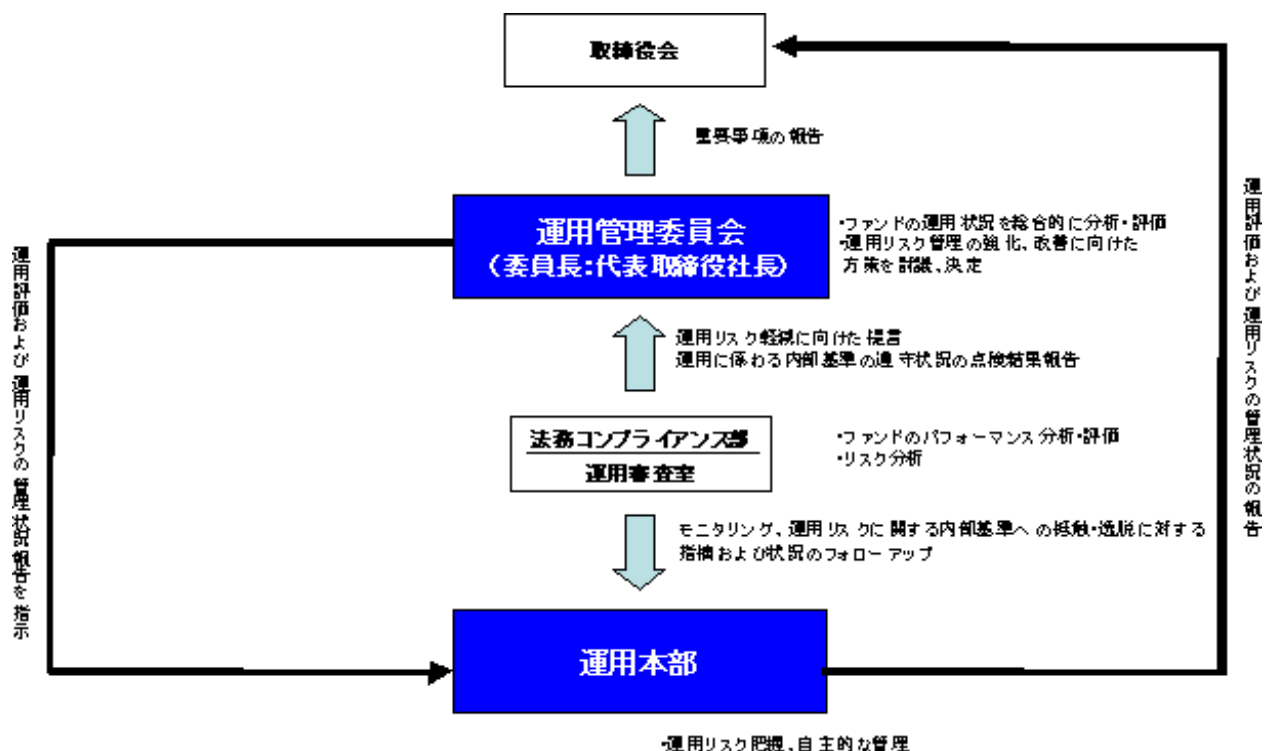 取締役会
重要事項の報告
運用管理委員会
（委員長：代表取締役社長）
・ファンドの運用状況を総合的に分析・評価
・運用リスク管理の強化、改善に向けた
方策を討議、決定
運用リスク軽減に向けた提言
運用に係わる内部基準の遵守状況の点検結果報告
法務コンプライアンス部
運用審査室
・ファンドのパフォーマンス分析・評価
・リスク分析
モニタリング、運用リスクに関する内部基準への抵触・逸脱に対する
指摘および状況のフォローアップ
運用本部
・運用リスク把握、自主的な管理
運用評価および運用リスクの管理状況報告を指示
運用評価および運用リスクの管理状況の報告